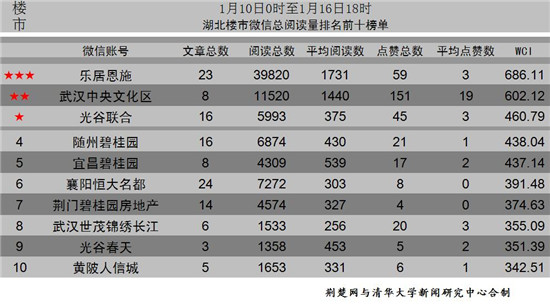 楼市
1月10日0时至1月16日18时
湖北楼市微信总阅读量排名前十榜单
微信账号 文章总数 阅读总数 平均阅读数 点赞总数 平均点赞数 WCI
★★★ 乐居恩施 23 39820 1731 59 3 686.11
★★ 武汉中央文化区 8 11520 1440 151 19 602.12
★ 光谷联合 16 5993 375 45 3 460.79
4 随州碧桂园 16 6874 430 21 1 438.04
5 宜昌碧桂园 8 4309 539 17 2 437.14
6 襄阳恒大名都 24 7272 303 8 0 391.48
7 荆门碧桂园房地产 14 4574 327 4 0 374.63
8 武汉世茂锦绣长江 6 1533 256 20 3 355.09
9 光谷春天 3 1358 453 5 2 351.39
10 黄陂人信城 5 1653 331 6 1 342.51
荆楚网与清华大学新闻研究中心合制